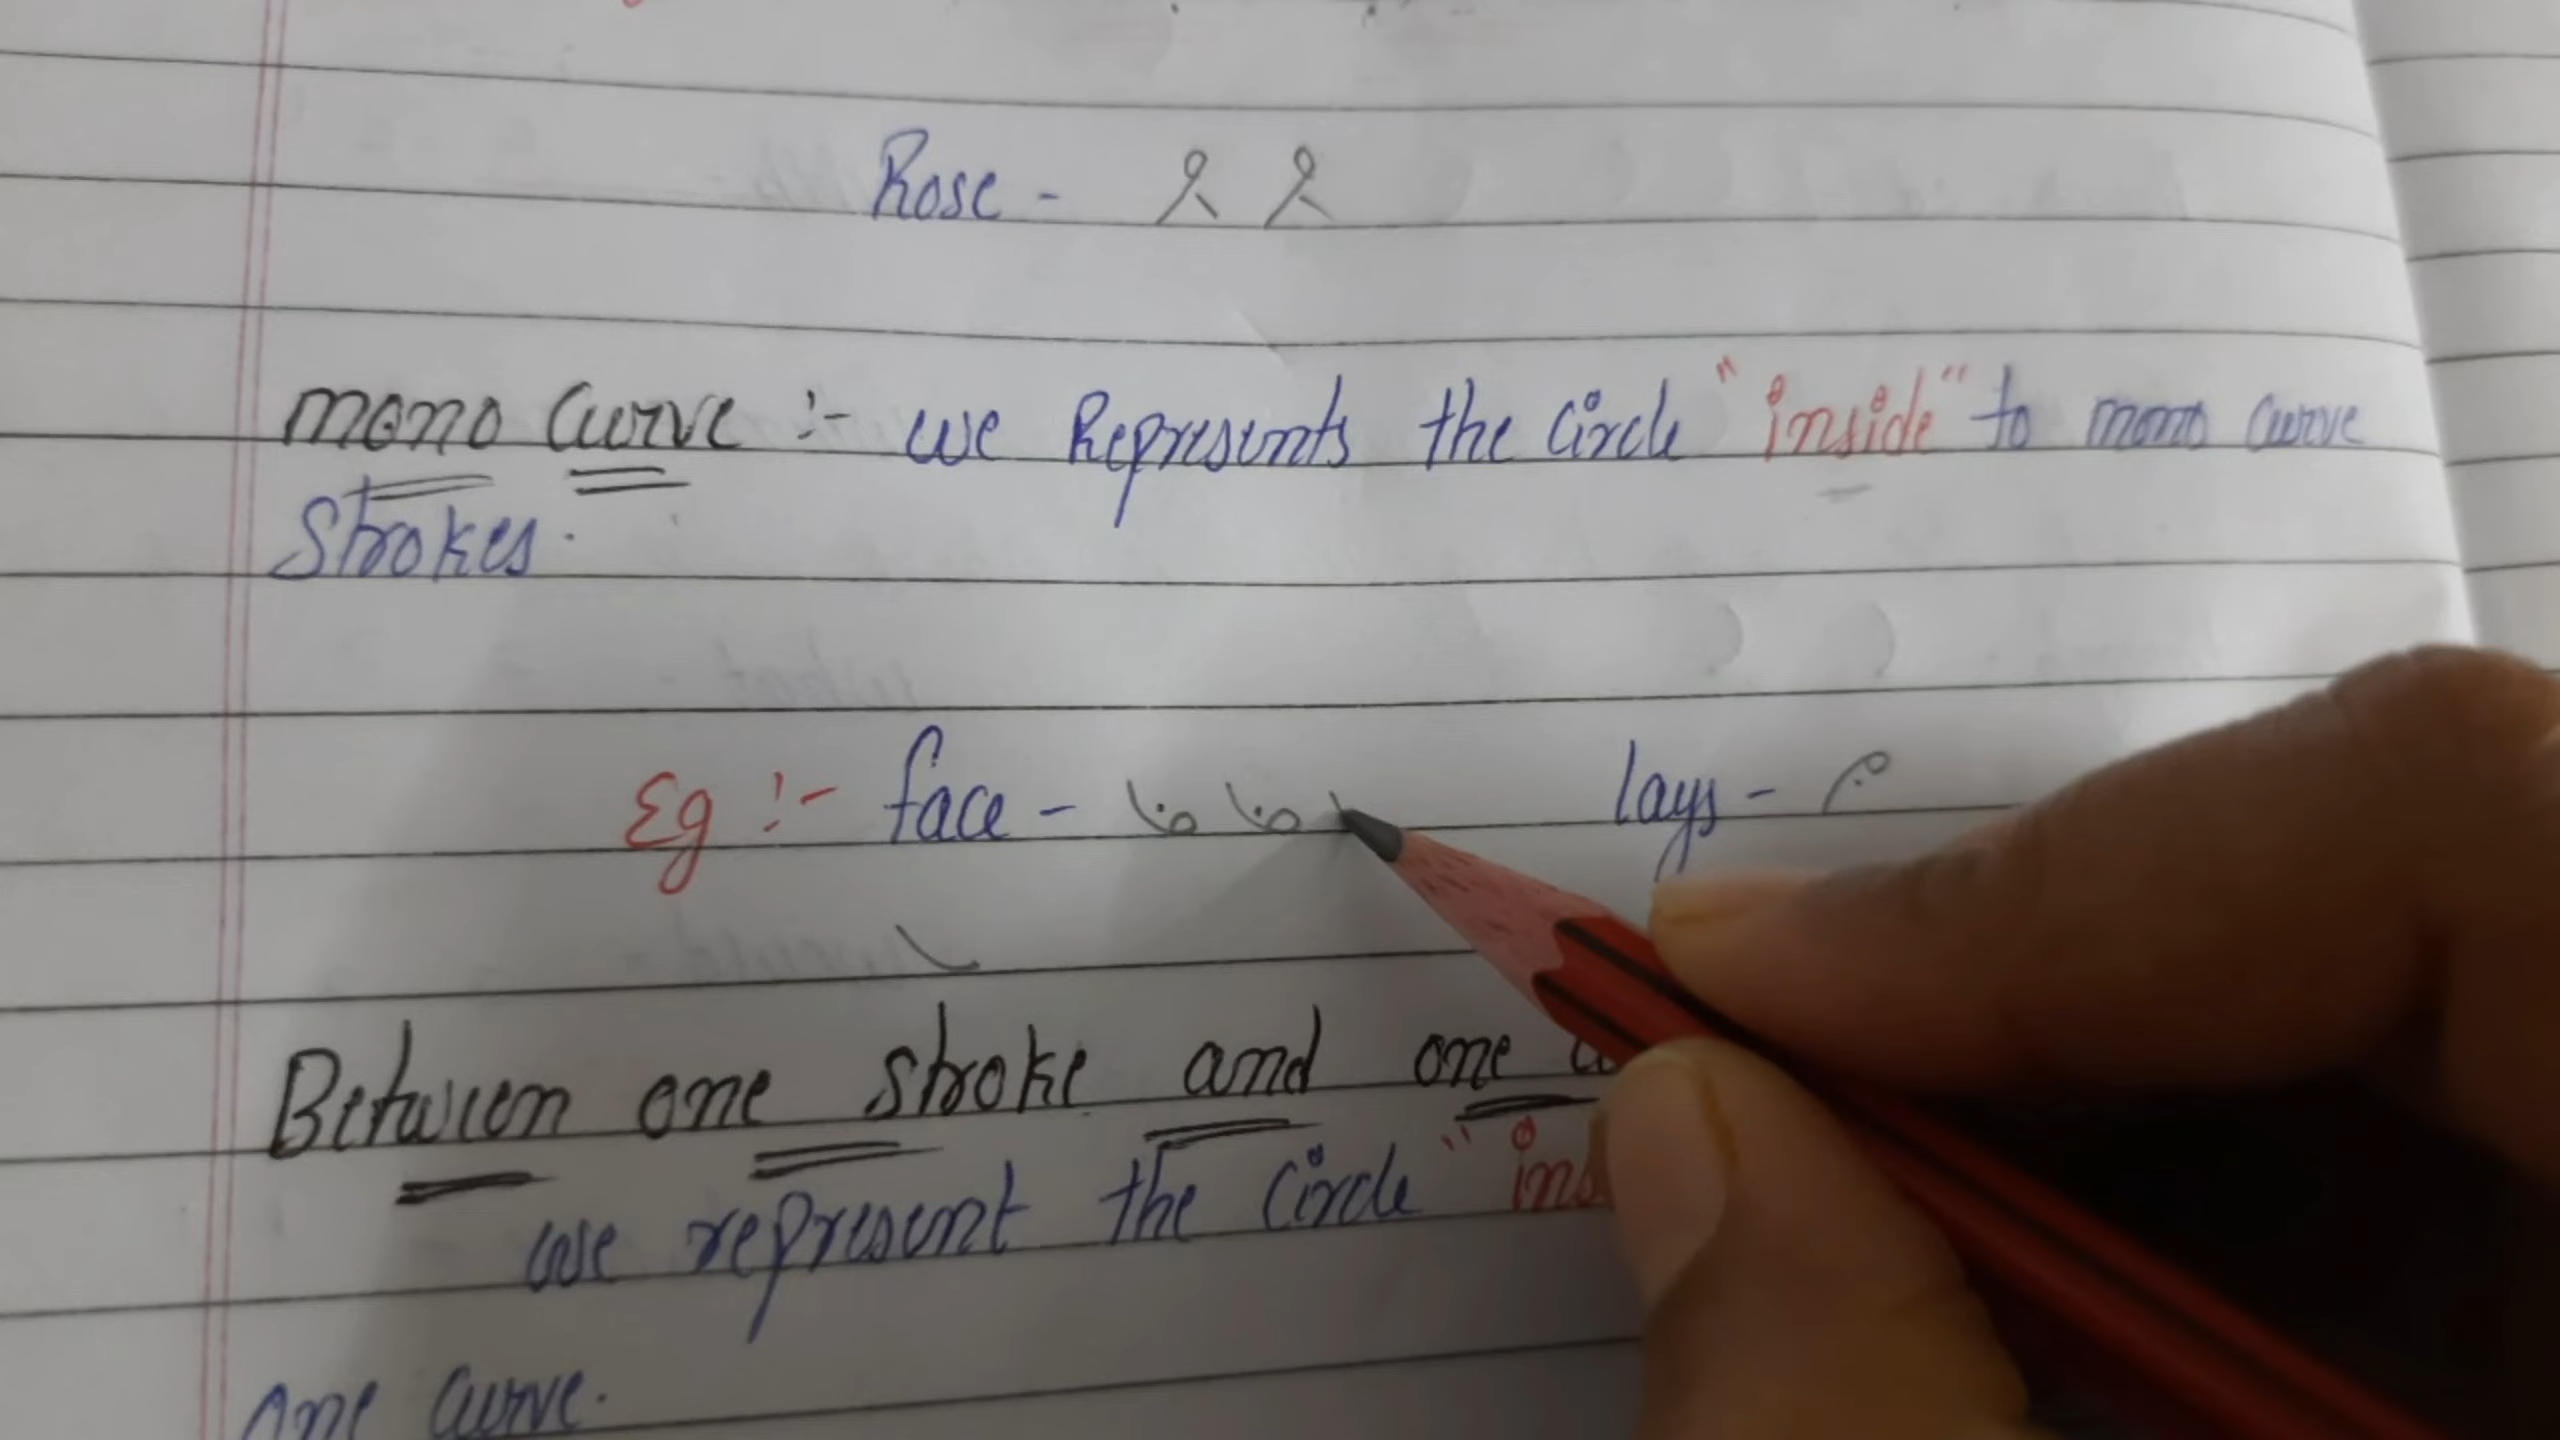 Rose -
mono Curve :- we Represents the Circle "inside" to mono Curve
Strokes.
Eg :- face - lays -
Between one stroke and one
we represent the Circle "ins
one Curve.